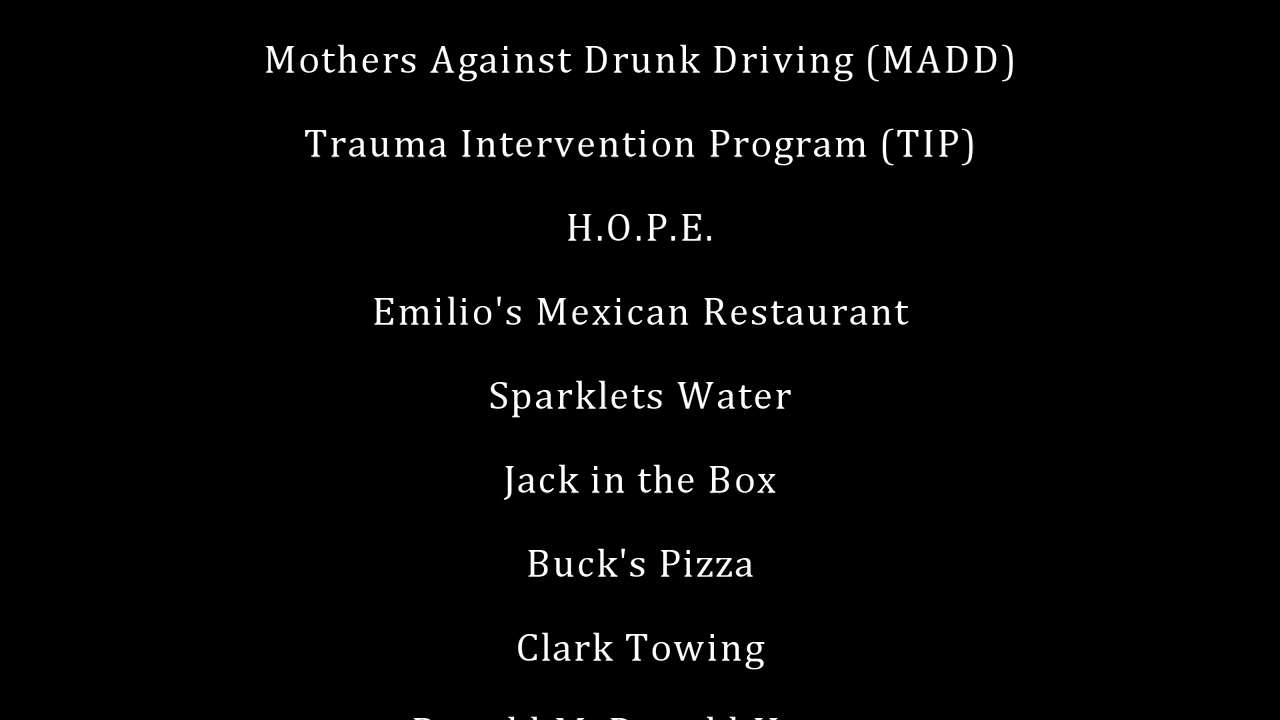 Mothers Against Drunk Driving (MADD)
Trauma Intervention Program (TIP)
H.O.P.E.
Emilio's Mexican Restaurant
Sparklets Water
Jack in the Box
Buck's Pizza
Clark Towing